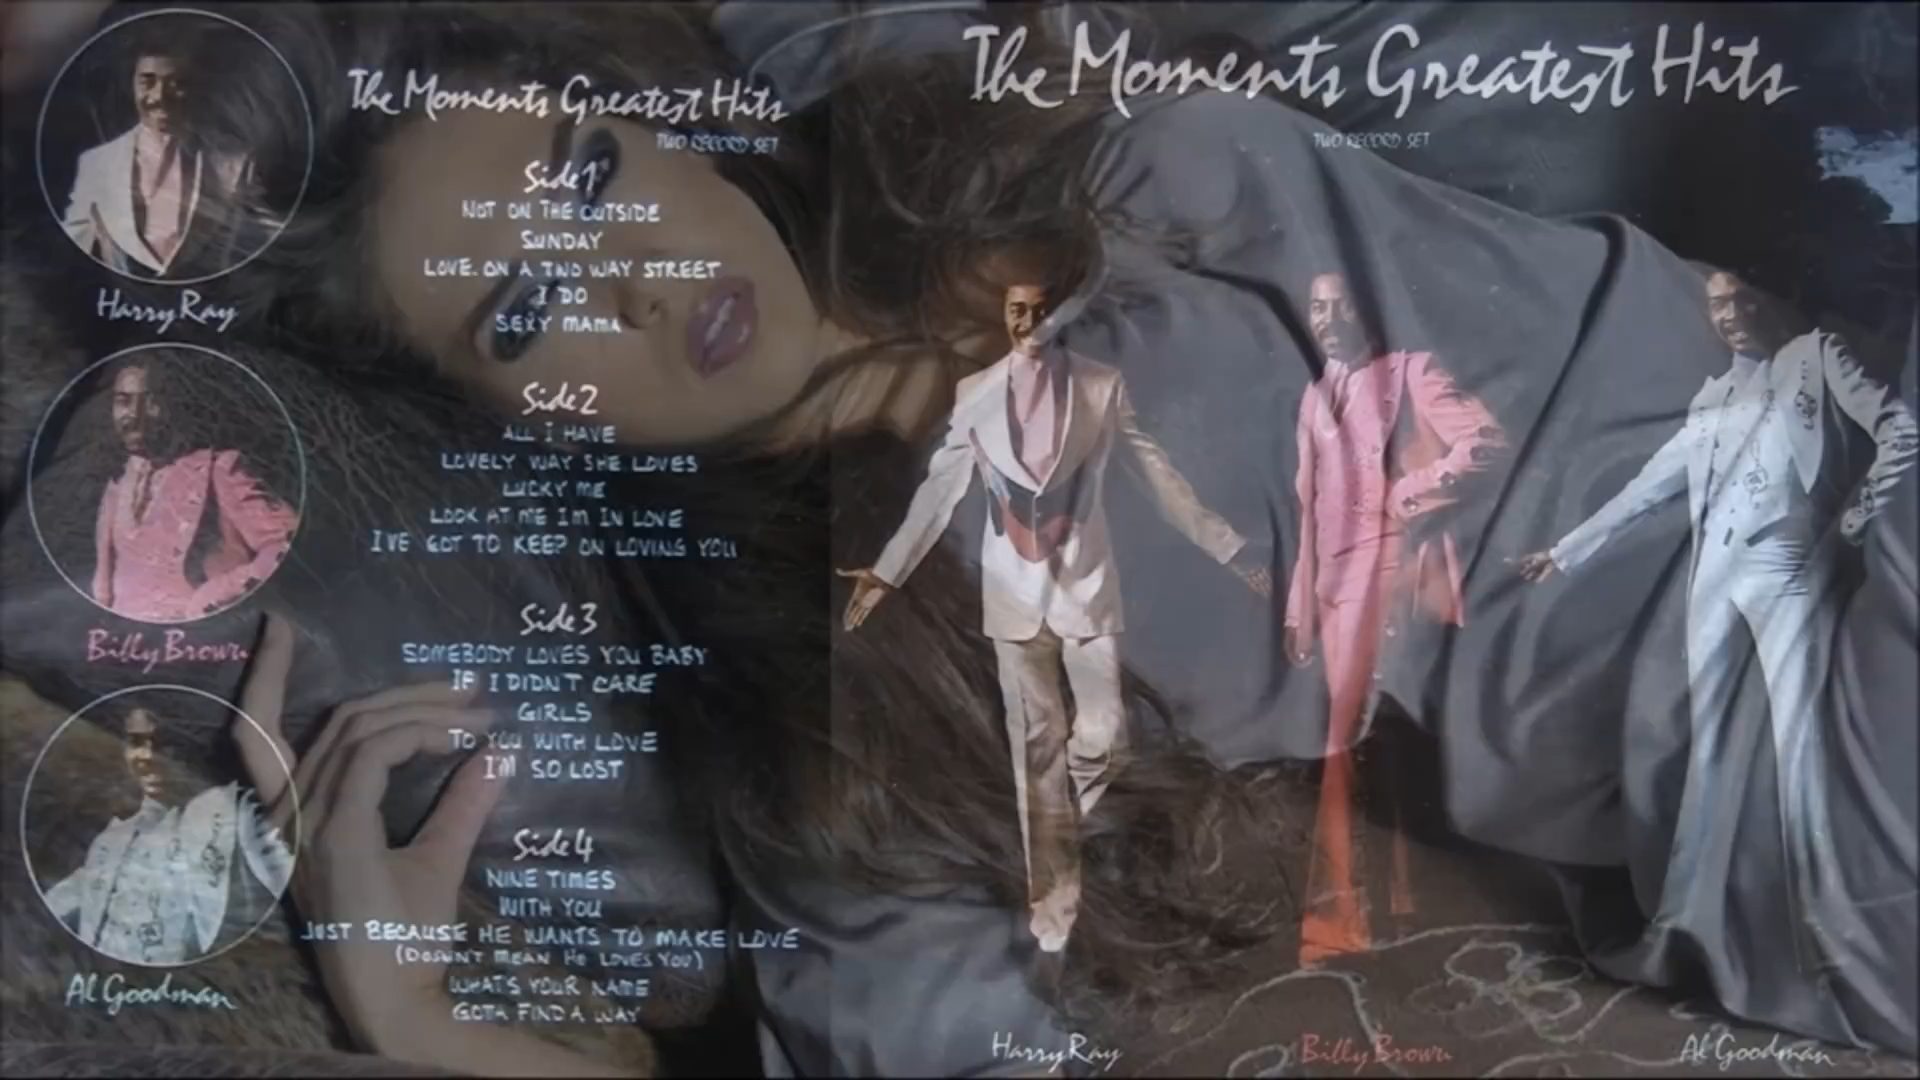 The Moments Greatest Hits
TWO RECORD SET
Side 1
NOT ON THE OUTSIDE
SUNDAY
LOVE ON A TWO WAY STREET
I DO
SEXY MAMA
Side 2
ALL I HAVE
LOVELY WAY SHE LOVES
LUCKY ME
LOOK AT ME IM IN LOVE
I'VE GOT TO KEEP ON LOVING YOU
Side 3
SOMEBODY LOVES YOU BABY
IF I DIDN'T CARE
GIRLS
TO YOU WITH LOVE
I'M SO LOST
Side 4
NINE TIMES
WITH YOU
JUST BECAUSE HE WANTS TO MAKE LOVE
(DOSENT MEAN HE LOVES YOU)
WHAT'S YOUR NAME
GOTTA FIND A WAY
Harry Ray
Billy Brown
Al Goodman
The Moments Greatest Hits
TWO RECORD SET
Harry Ray
Billy Brown
Al Goodman